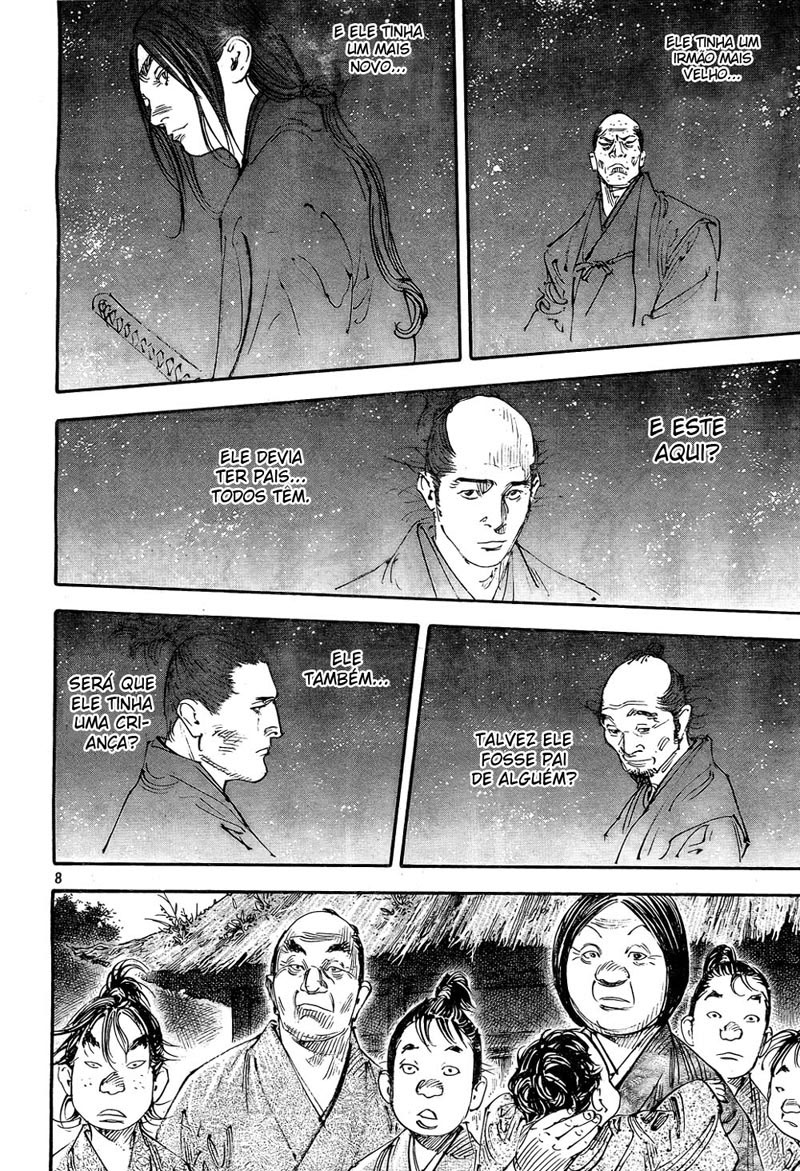 ELE TINHA UM
IRMÃO MAIS
VELHO...
E ELE TINHA
UM MAIS
NOVO...
E ESTE
AQUI?
ELE DEVIA
TER PAIS...
TODOS TÊM.
TALVEZ ELE
FOSSE PAI
DE ALGUÉM?
ELE
TAMBÉM...
SERÁ QUE
ELE TINHA
UMA CRI-
ANÇA?
8